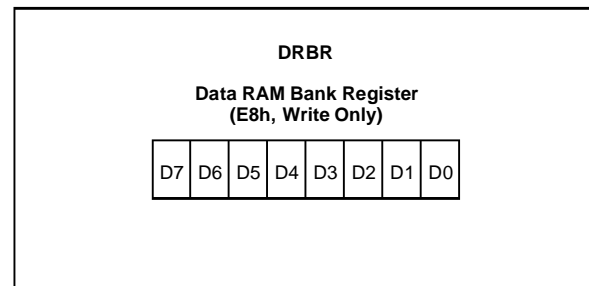 DRBR
Data RAM Bank Register
(E8h, Write Only)
D7 D6 D5 D4 D3 D2 D1 D0